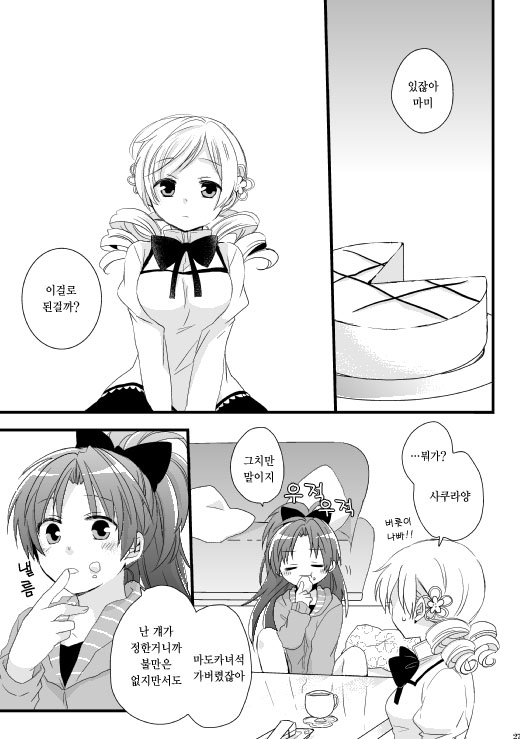 있잖아
마미
이걸로
된걸까?
…뭐가?
사쿠라양
버릇이
나빠!!
그치만
말이지
우적
우적
마도카녀석
가버렸잖아
난 걔가
정한거니까
불만은
없지만서도
낼름
27